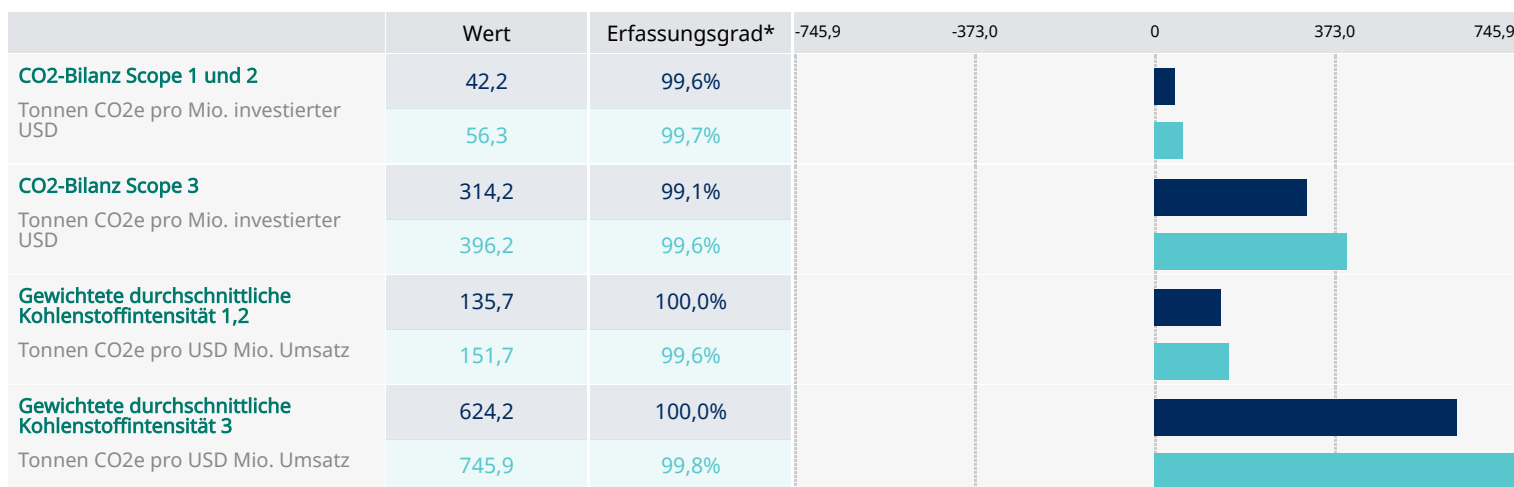 Wert Erfassungsgrad* -745,9 -373,0 0 373,0 745,9
CO2-Bilanz Scope 1 und 2
Tonnen CO2e pro Mio. investierter
USD
42,2 99,6%
56,3 99,7%
CO2-Bilanz Scope 3
Tonnen CO2e pro Mio. investierter
USD
314,2 99,1%
396,2 99,6%
Gewichtete durchschnittliche
Kohlenstoffintensität 1,2
Tonnen CO2e pro USD Mio. Umsatz
135,7 100,0%
151,7 99,6%
Gewichtete durchschnittliche
Kohlenstoffintensität 3
Tonnen CO2e pro USD Mio. Umsatz
624,2 100,0%
745,9 99,8%